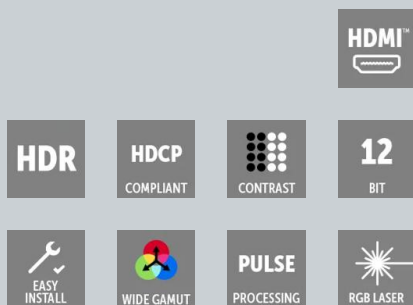 HDMI™
HDR
HDCP
COMPLIANT
CONTRAST
12
BIT
EASY
INSTALL
WIDE GAMUT
PULSE
PROCESSING
RGB LASER